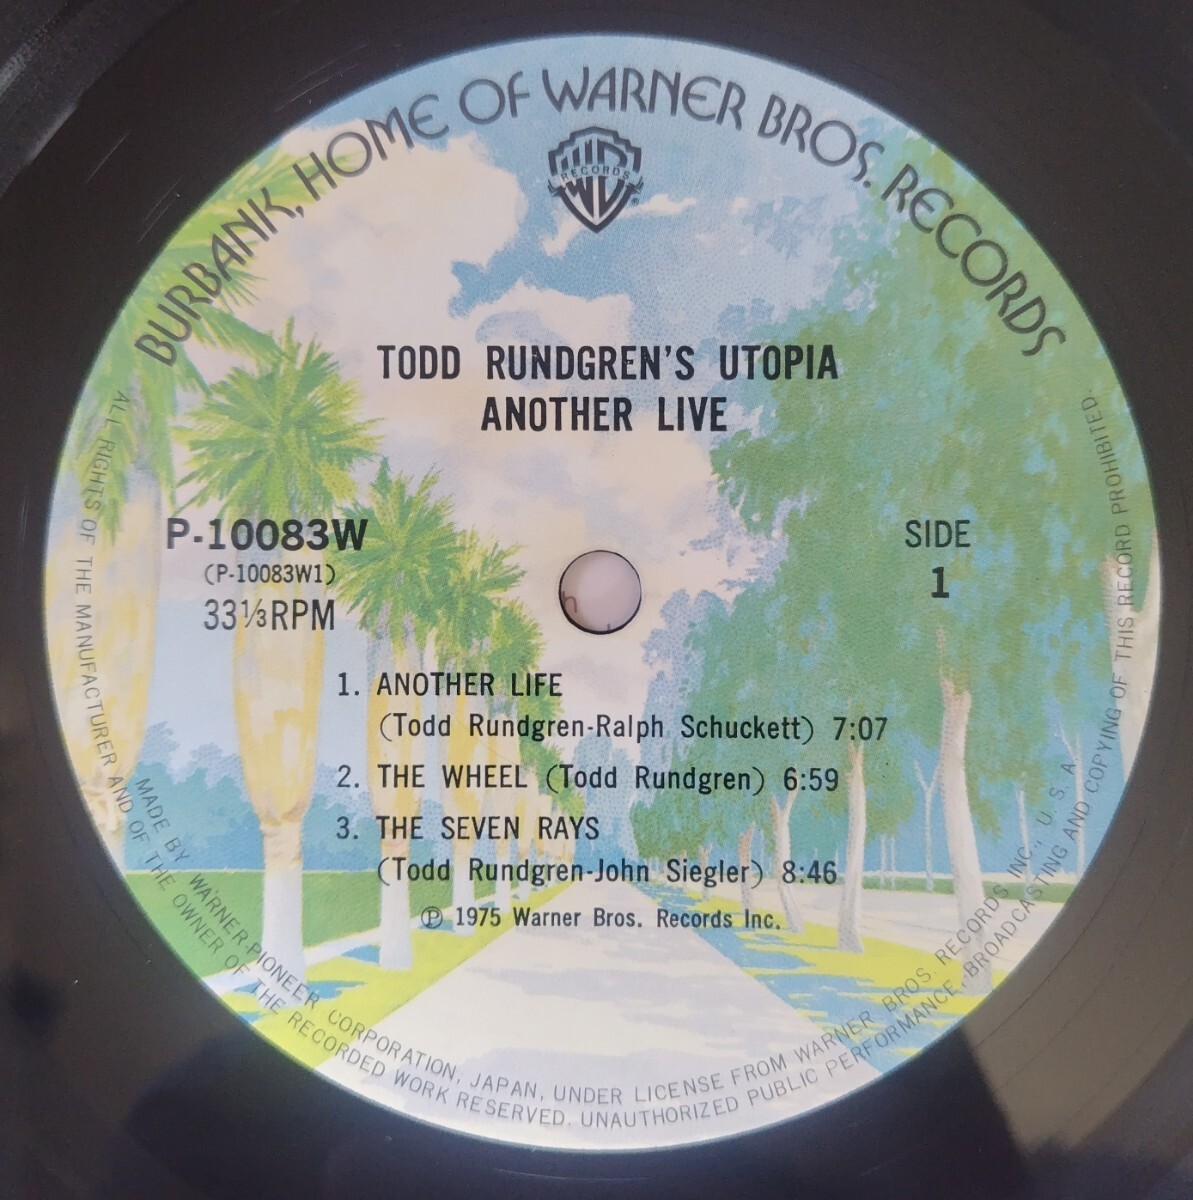 BURBANK, HOME OF WARNER BROS. RECORDS
WB
RECORDS
®
TODD RUNDGREN'S UTOPIA
ANOTHER LIVE
P-10083W
(P-10083W1)
33⅓RPM
SIDE
1
1. ANOTHER LIFE
(Todd Rundgren-Ralph Schuckett) 7:07
2. THE WHEEL (Todd Rundgren) 6:59
3. THE SEVEN RAYS
(Todd Rundgren-John Siegler) 8:46
Ⓟ 1975 Warner Bros. Records Inc.
MADE BY WARNER-PIONEER CORPORATION, JAPAN, UNDER LICENSE FROM WARNER BROS. RECORDS INC., U. S. A.
ALL RIGHTS OF THE MANUFACTURER AND OF THE OWNER OF THE RECORDED WORK RESERVED. UNAUTHORIZED PUBLIC PERFORMANCE, BROADCASTING AND COPYING OF THIS RECORD PROHIBITED.